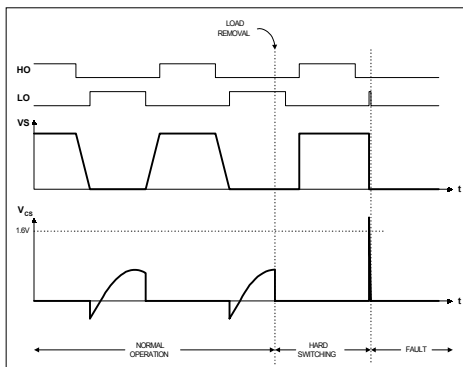 LOAD
REMOVAL
HO
LO
VS
t
VCS
1.6V
t
NORMAL
OPERATION
HARD
SWITCHING
FAULT